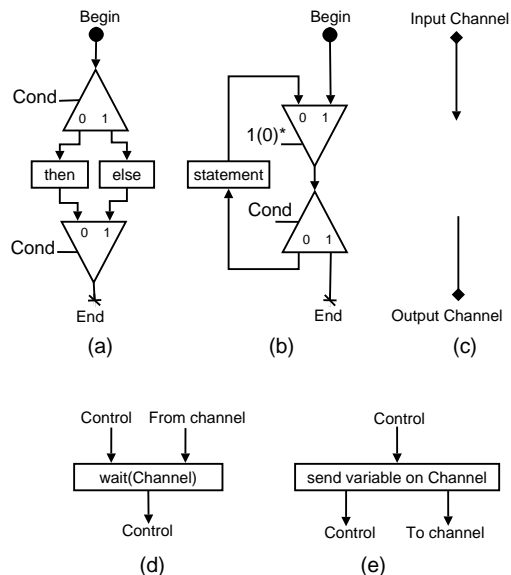 Begin
Cond
0 1
then else
0 1
Cond
End
(a)
Begin
0 1
1(0)*
statement
Cond
0 1
End
(b)
Input Channel
Output Channel
(c)
Control From channel
wait(Channel)
Control
(d)
Control
send variable on Channel
Control To channel
(e)